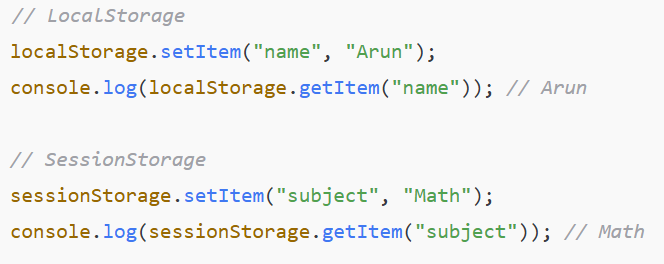 // LocalStorage
localStorage.setItem("name", "Arun");
console.log(localStorage.getItem("name")); // Arun
// SessionStorage
sessionStorage.setItem("subject", "Math");
console.log(sessionStorage.getItem("subject")); // Math